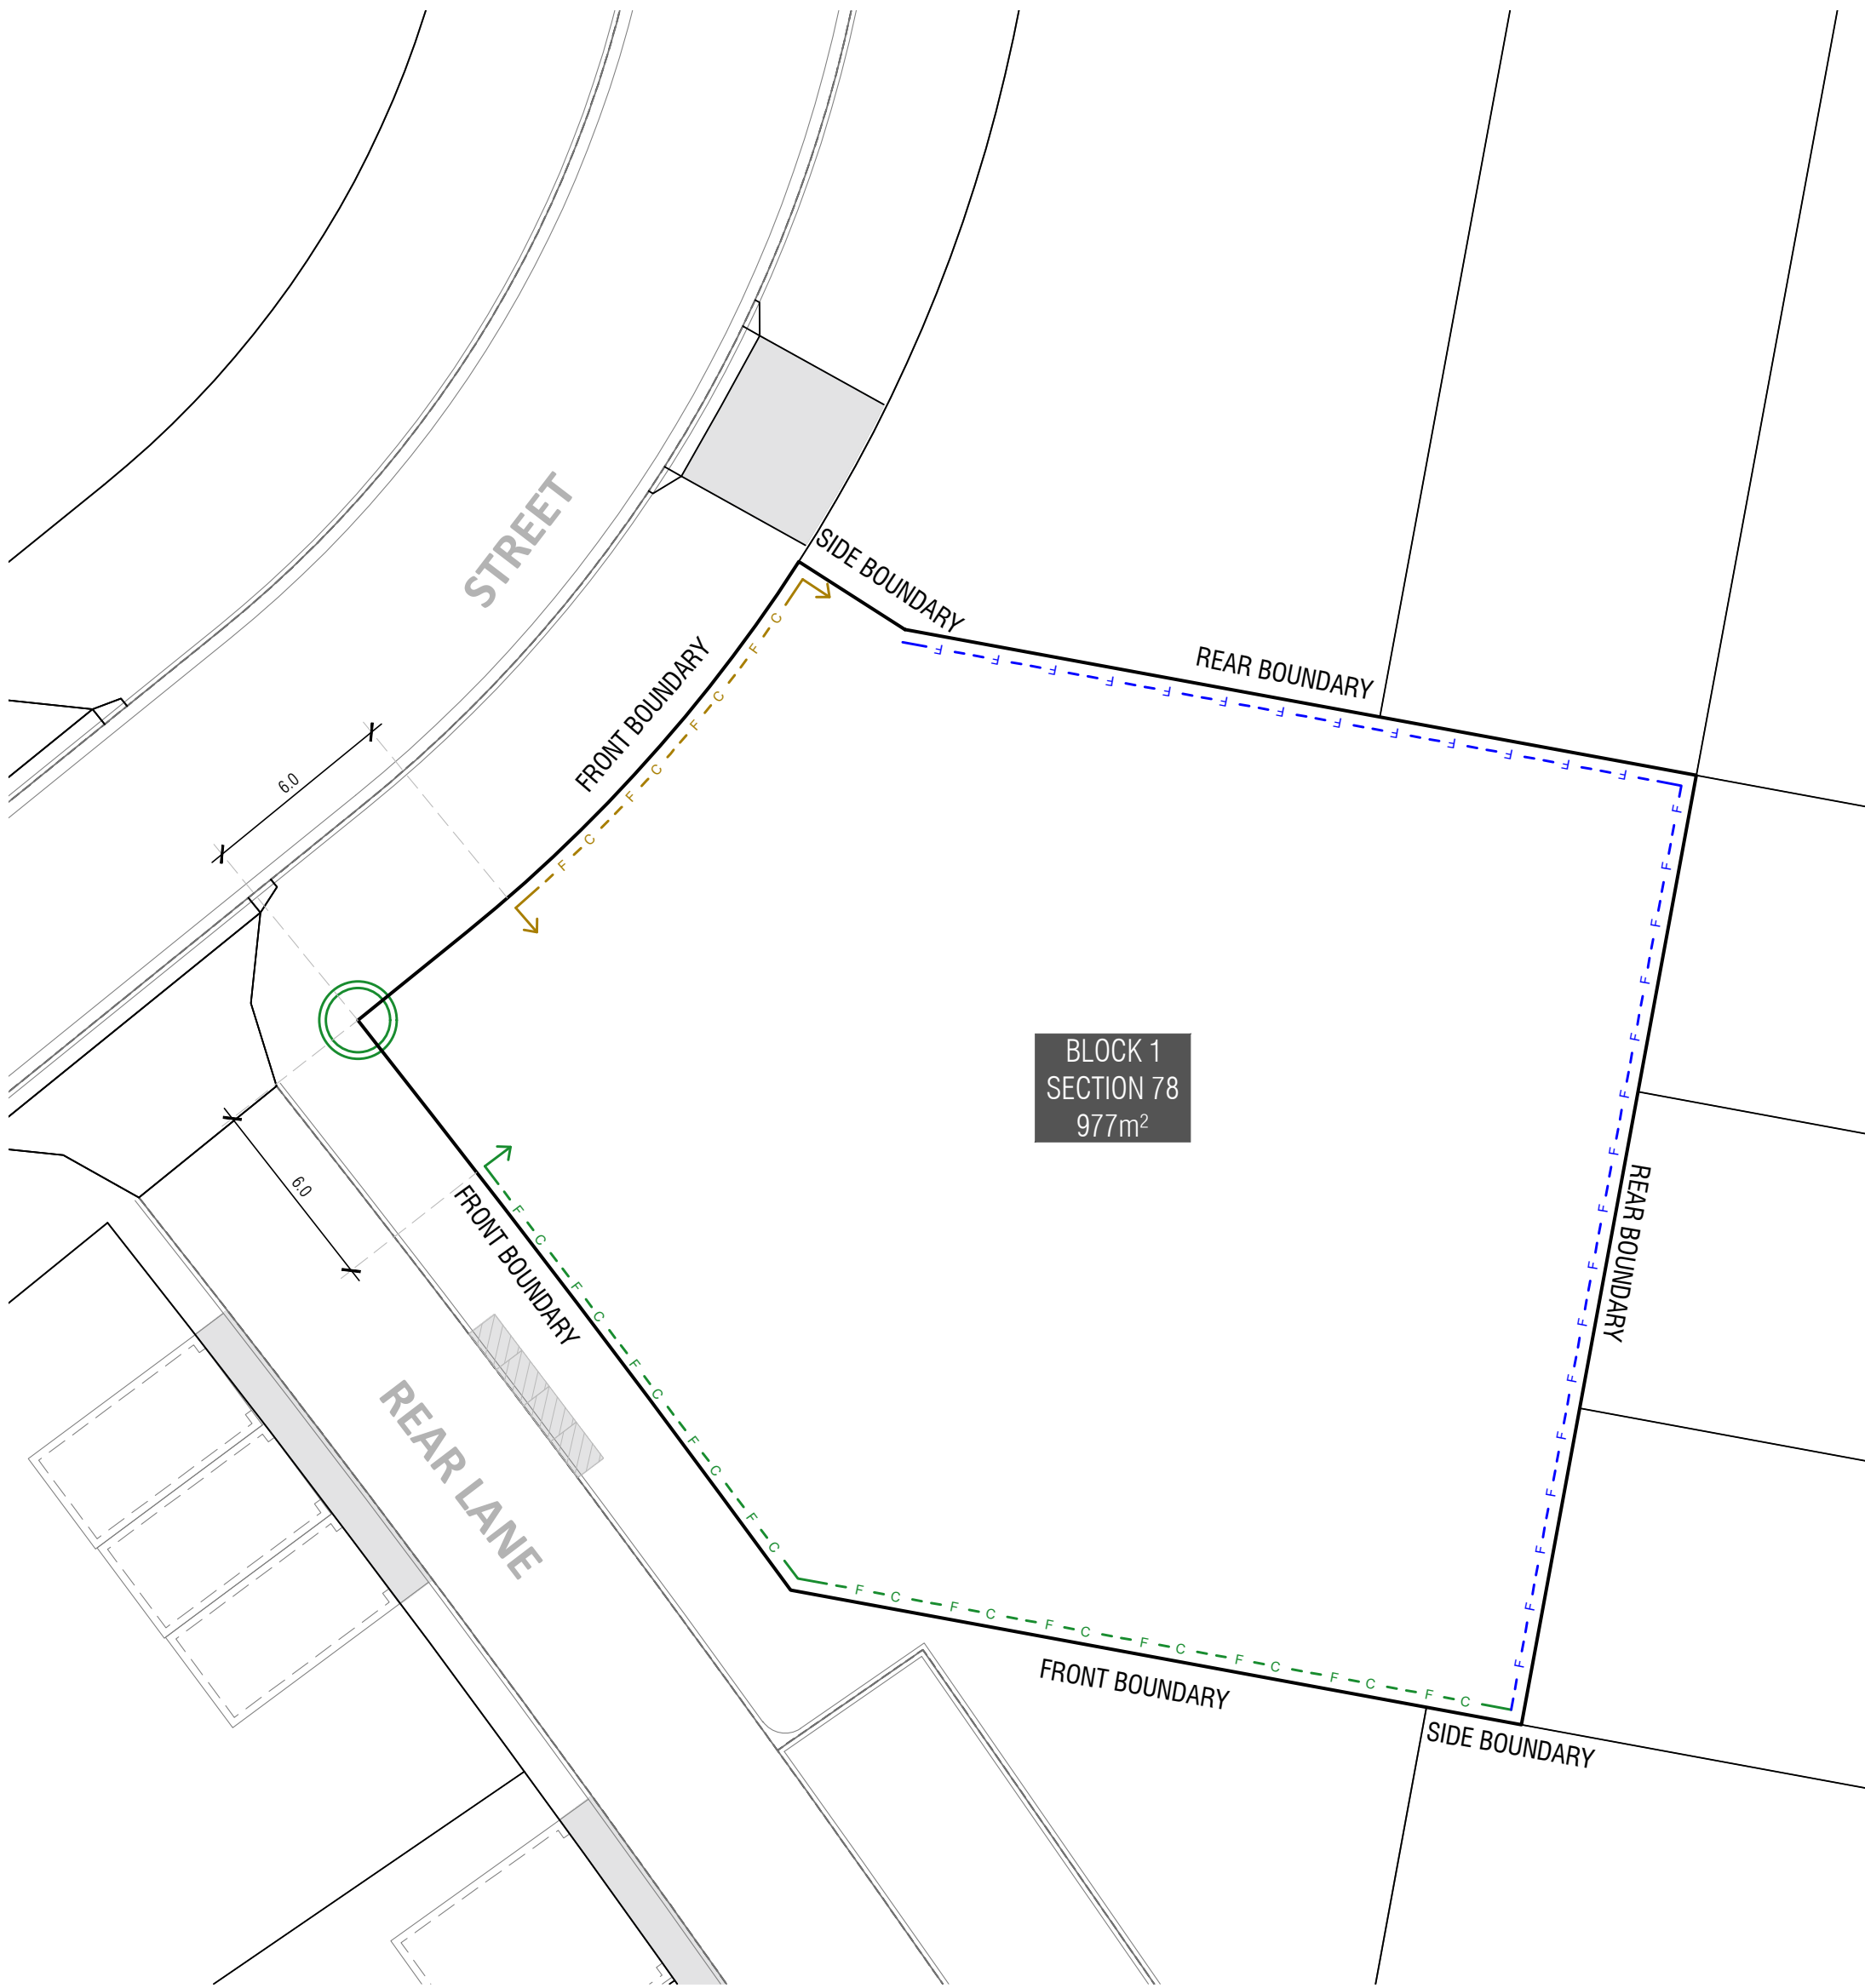 STREET
SIDE BOUNDARY
FRONT BOUNDARY
REAR BOUNDARY
6.0
BLOCK 1
SECTION 78
977m²
6.0
FRONT BOUNDARY
REAR BOUNDARY
REAR LANE
FRONT BOUNDARY
SIDE BOUNDARY
F C F C F C F C
F F F F F F F F F F F F F
F F F F F F F F F F F F F F F F
F C F C F C F C F C
F C F C F C F C F C F C F C